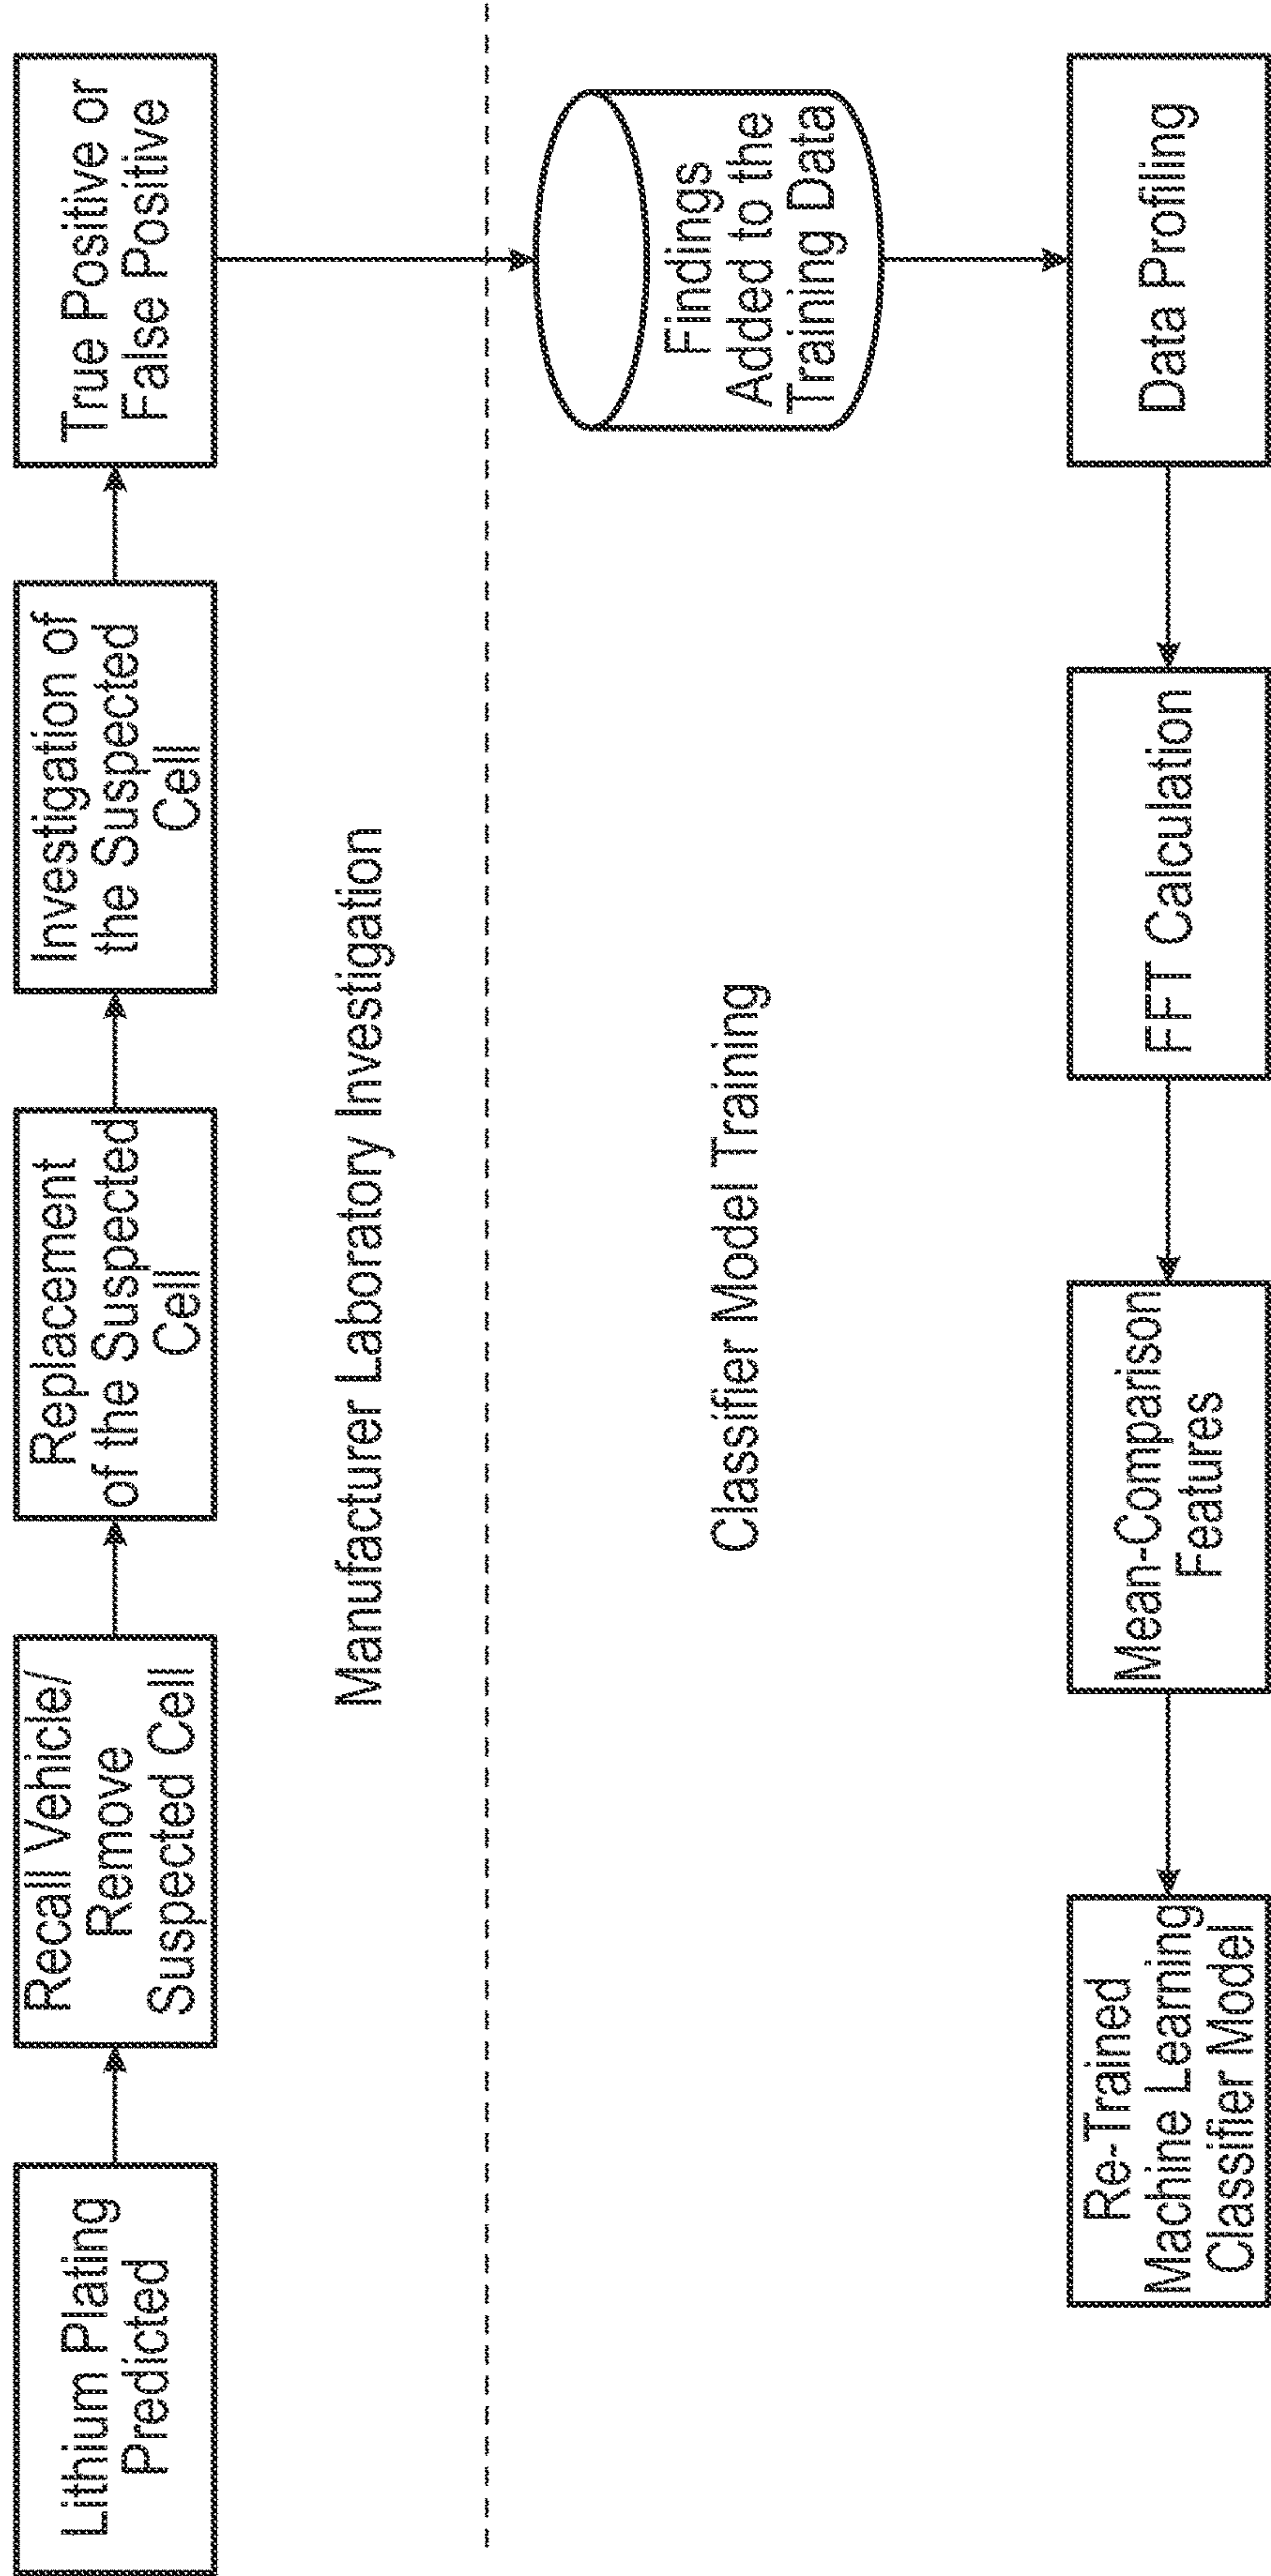 Lithium Plating
Predicted
Recall Vehicle/
Remove
Suspected Cell
Replacement
of the Suspected
Cell
Investigation of
the Suspected
Cell
True Positive or
False Positive
Manufacturer Laboratory Investigation
Classifier Model Training
Findings
Added to the
Training Data
Data Profiling
FFT Calculation
Mean-Comparison
Features
Re-Trained
Machine Learning
Classifier Model